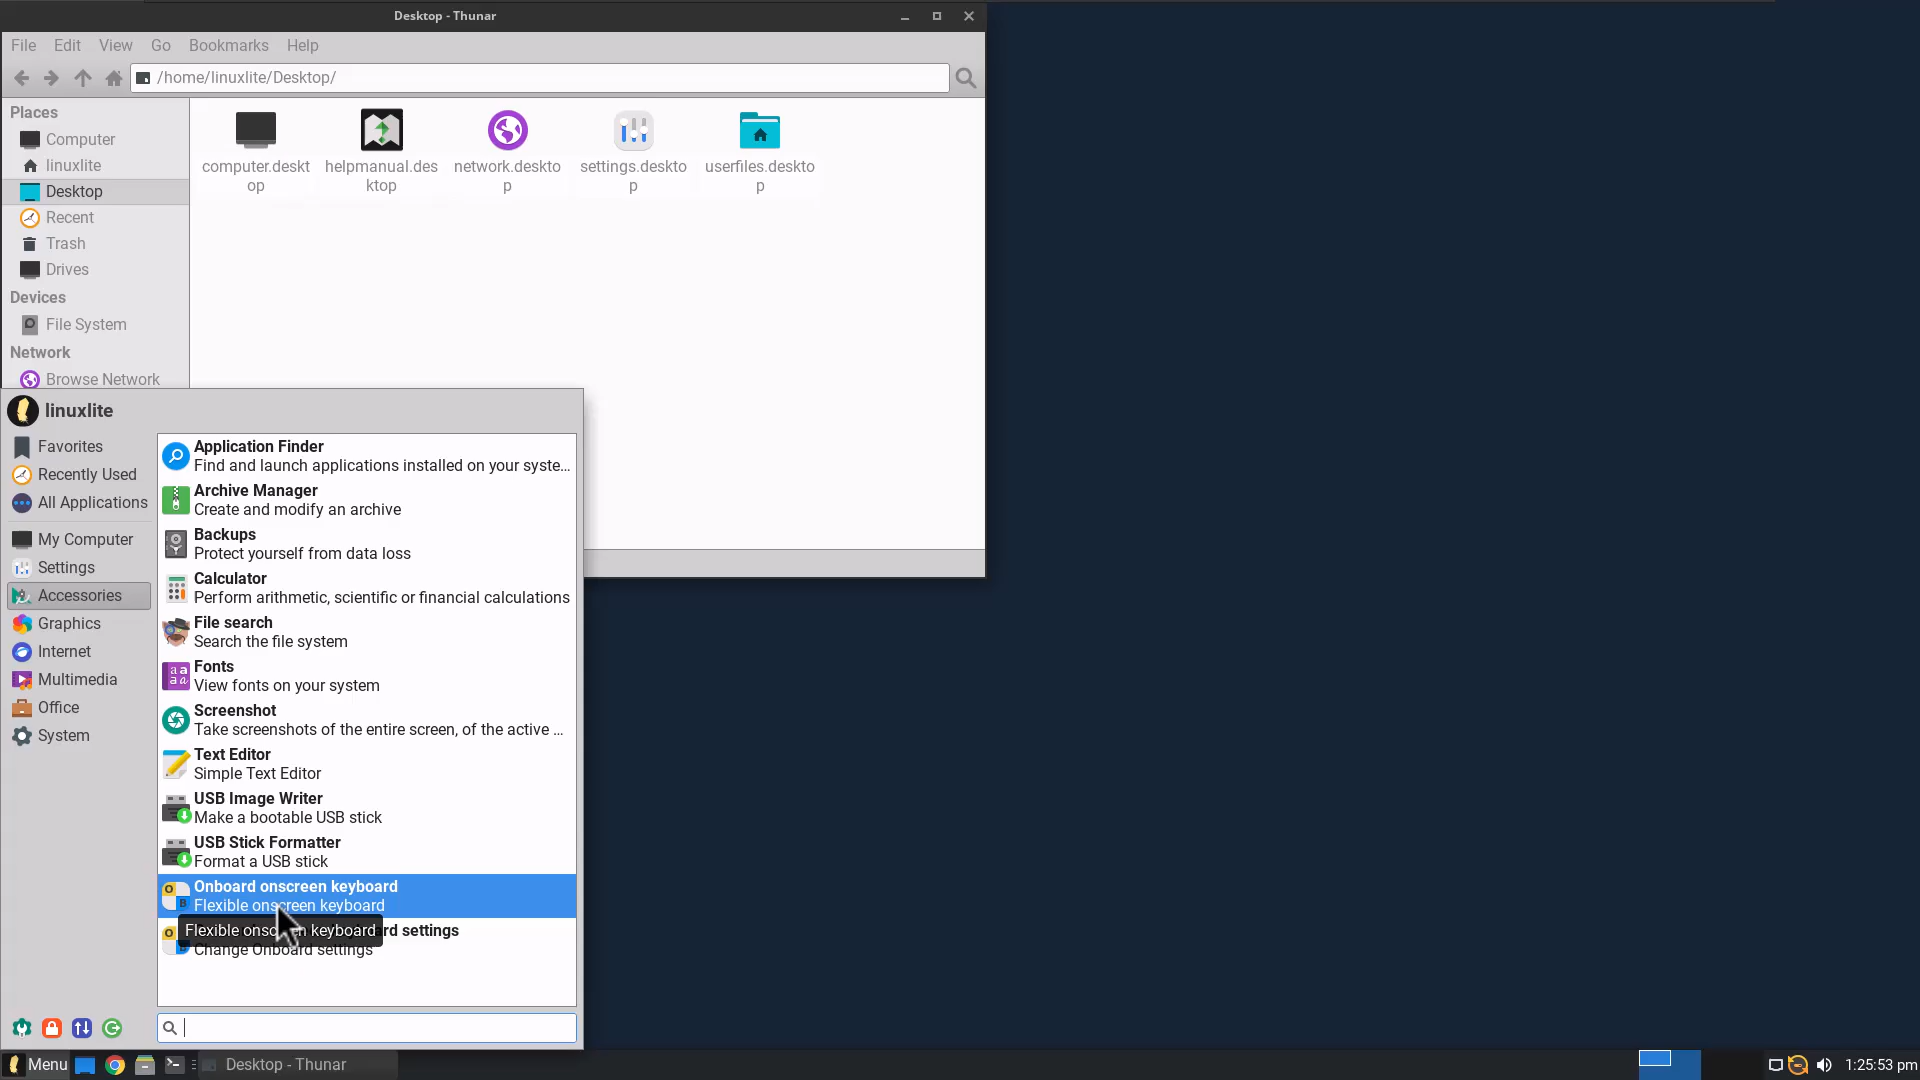 Desktop - Thunar
File Edit View Go Bookmarks Help
/home/linuxlite/Desktop/
Places
Computer
linuxlite
Desktop
Recent
Trash
Drives
Devices
File System
Network
Browse Network
computer.deskt
op
helpmanual.des
ktop
network.deskto
p
settings.deskto
p
userfiles.deskto
p
linuxlite
Favorites
Recently Used
All Applications
My Computer
Settings
Accessories
Graphics
Internet
Multimedia
Office
System
Application Finder
Find and launch applications installed on your syste...
Archive Manager
Create and modify an archive
Backups
Protect yourself from data loss
Calculator
Perform arithmetic, scientific or financial calculations
File search
Search the file system
Fonts
View fonts on your system
Screenshot
Take screenshots of the entire screen, of the active ...
Text Editor
Simple Text Editor
USB Image Writer
Make a bootable USB stick
USB Stick Formatter
Format a USB stick
Onboard onscreen keyboard
Flexible onscreen keyboard
Flexible onscreen keyboard
settings
Change Onboard settings
Menu
Desktop - Thunar
1:25:53 pm